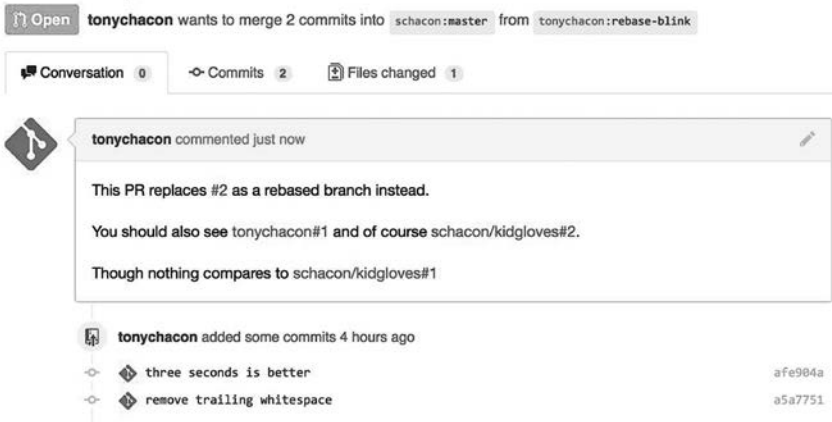 Open tonychacon wants to merge 2 commits into schacon:master from tonychacon:rebase-blink
Conversation 0 Commits 2 Files changed 1
tonychacon commented just now
This PR replaces #2 as a rebased branch instead.
You should also see tonychacon#1 and of course schacon/kidgloves#2.
Though nothing compares to schacon/kidgloves#1
tonychacon added some commits 4 hours ago
three seconds is better afe904a
remove trailing whitespace a5a7751